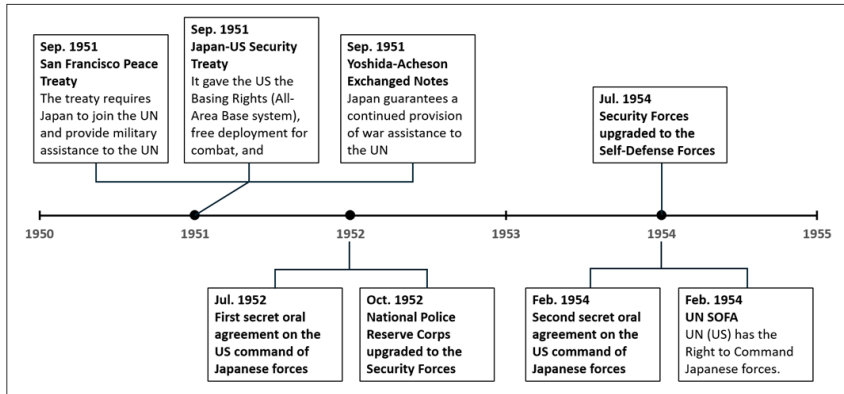 Sep. 1951
San Francisco Peace
Treaty
The treaty requires
Japan to join the UN
and provide military
assistance to the UN
Sep. 1951
Japan-US Security
Treaty
It gave the US the
Basing Rights (All-
Area Base system),
free deployment for
combat, and
Sep. 1951
Yoshida-Acheson
Exchanged Notes
Japan guarantees a
continued provision
of war assistance to
the UN
Jul. 1954
Security Forces
upgraded to the
Self-Defense Forces
1950
1951
1952
1953
1954
1955
Jul. 1952
First secret oral
agreement on the
US command of
Japanese forces
Oct. 1952
National Police
Reserve Corps
upgraded to the
Security Forces
Feb. 1954
Second secret oral
agreement on the
US command of
Japanese forces
Feb. 1954
UN SOFA
UN (US) has the
Right to Command
Japanese forces.